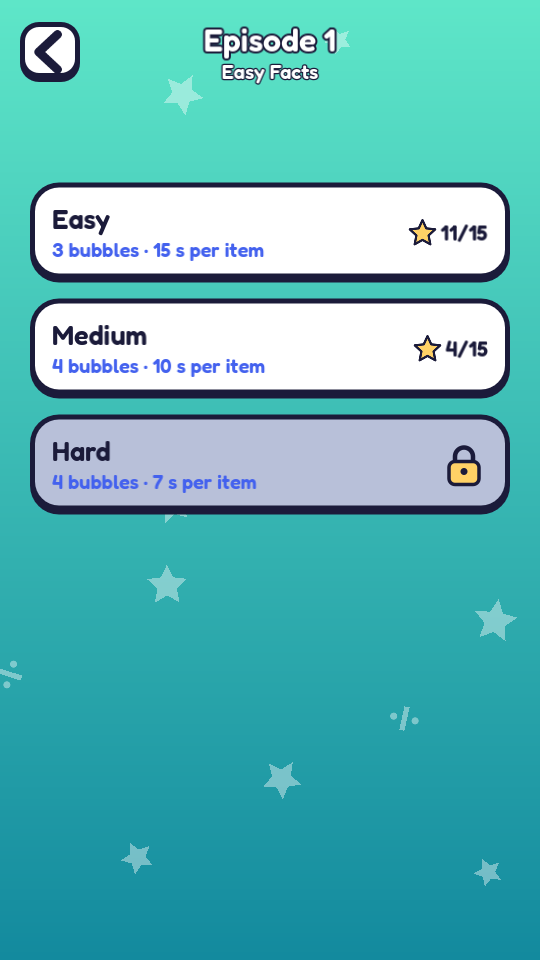 Episode 1
Easy Facts
Easy
3 bubbles · 15 s per item
11/15
Medium
4 bubbles · 10 s per item
4/15
Hard
4 bubbles · 7 s per item